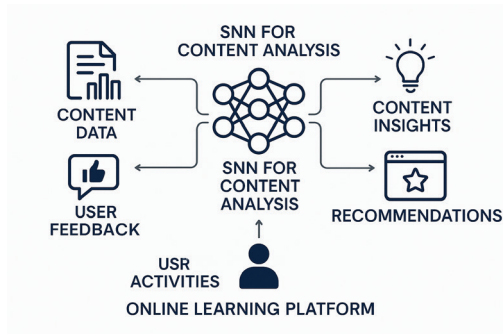 SNN FOR
CONTENT ANALYSIS
CONTENT
DATA
CONTENT
INSIGHTS
SNN FOR
CONTENT
ANALYSIS
USER
FEEDBACK
RECOMMENDATIONS
USR
ACTIVITIES
ONLINE LEARNING PLATFORM